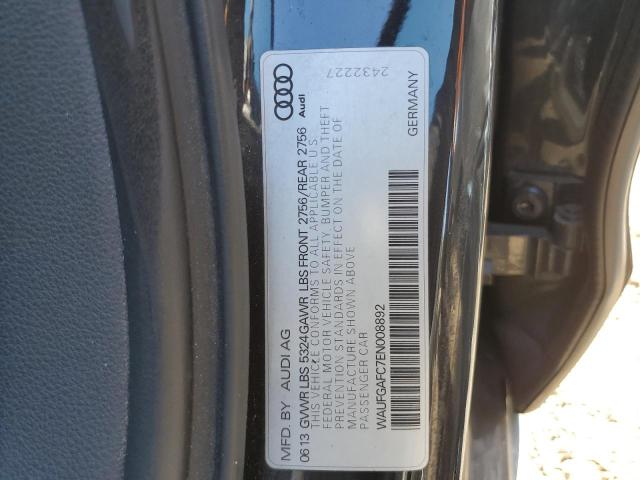 MFD. BY AUDI AG
06 13 GVWR LBS 5324 GAWR LBS FRONT 2756/REAR 2756
THIS VEHICLE CONFORMS TO ALL APPLICABLE U.S.
FEDERAL MOTOR VEHICLE SAFETY, BUMPER AND THEFT
PREVENTION STANDARDS IN EFFECT ON THE DATE OF
MANUFACTURE SHOWN ABOVE
PASSENGER CAR
WAUFGAFC7EN008892
GERMANY
Audi
2432227